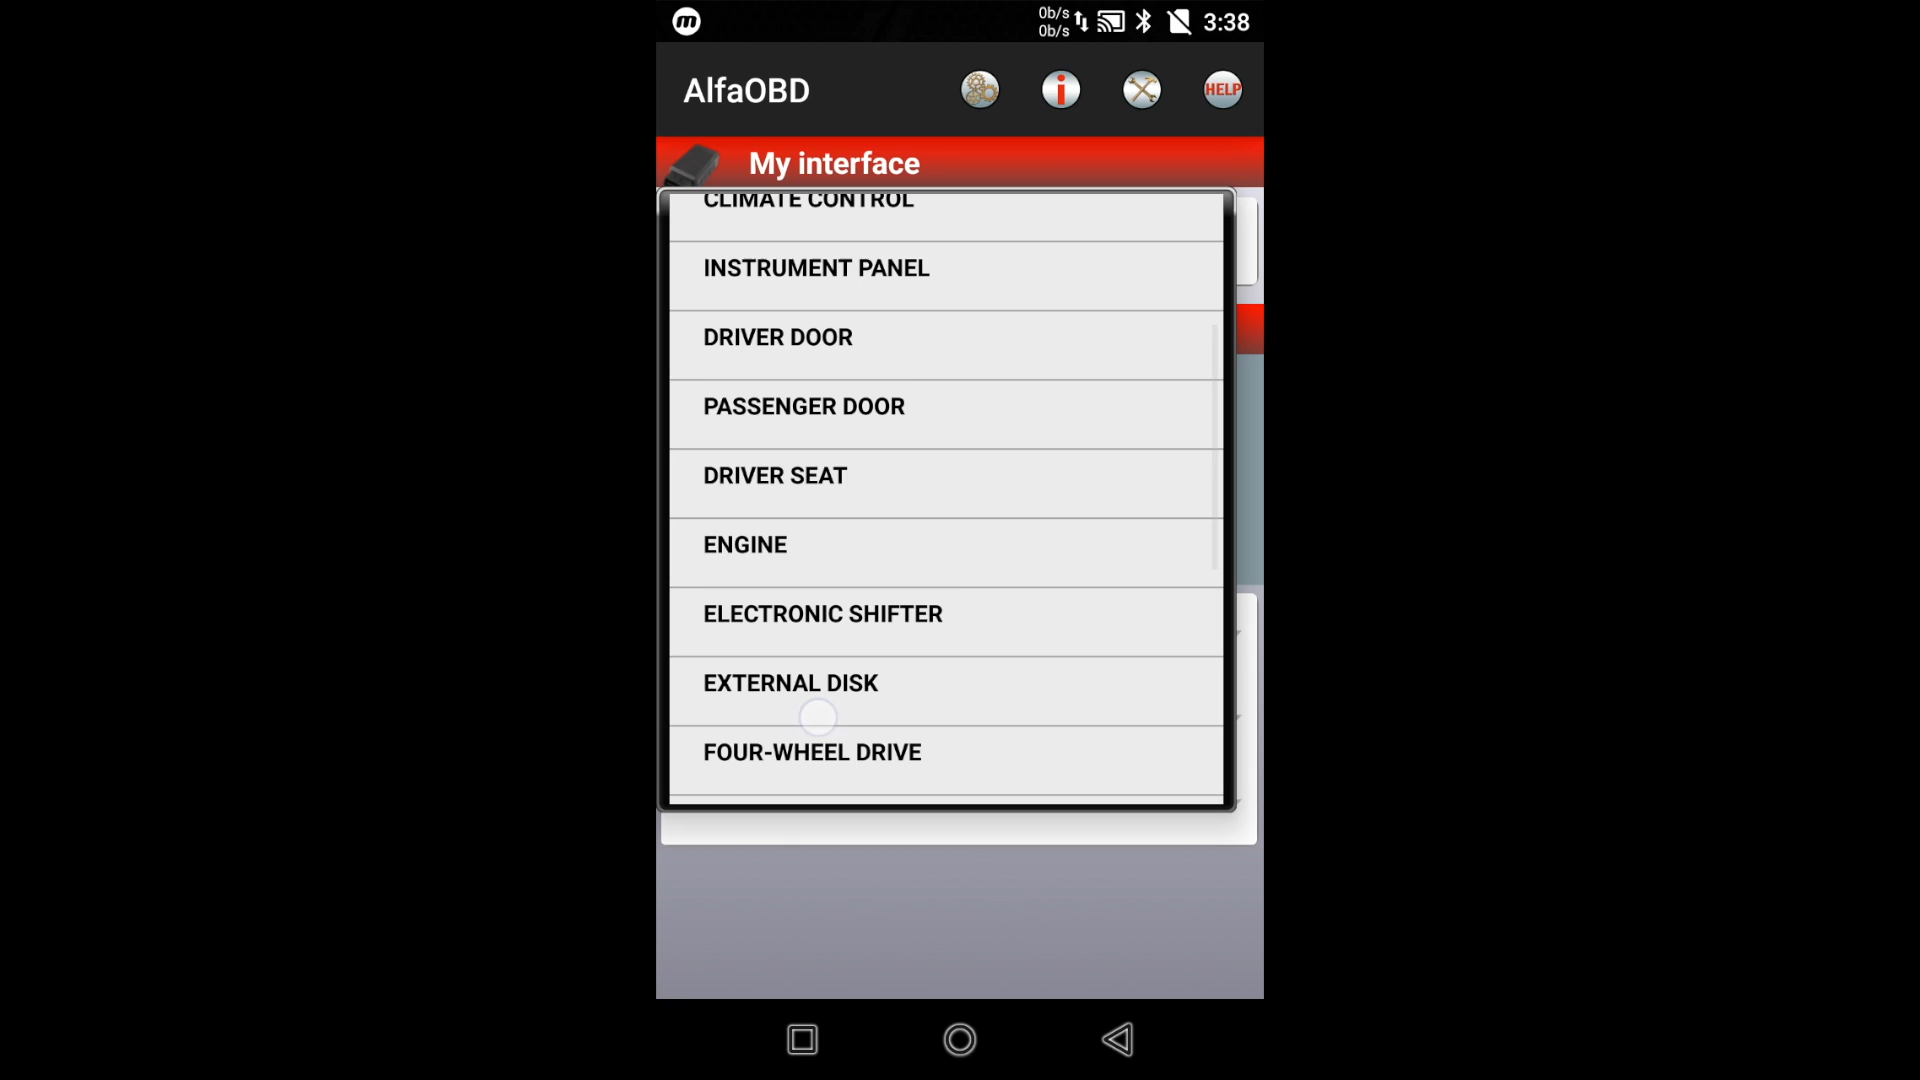 0b/s
0b/s
3:38
AlfaOBD
HELP
My interface
CLIMATE CONTROL
INSTRUMENT PANEL
DRIVER DOOR
PASSENGER DOOR
DRIVER SEAT
ENGINE
ELECTRONIC SHIFTER
EXTERNAL DISK
FOUR-WHEEL DRIVE